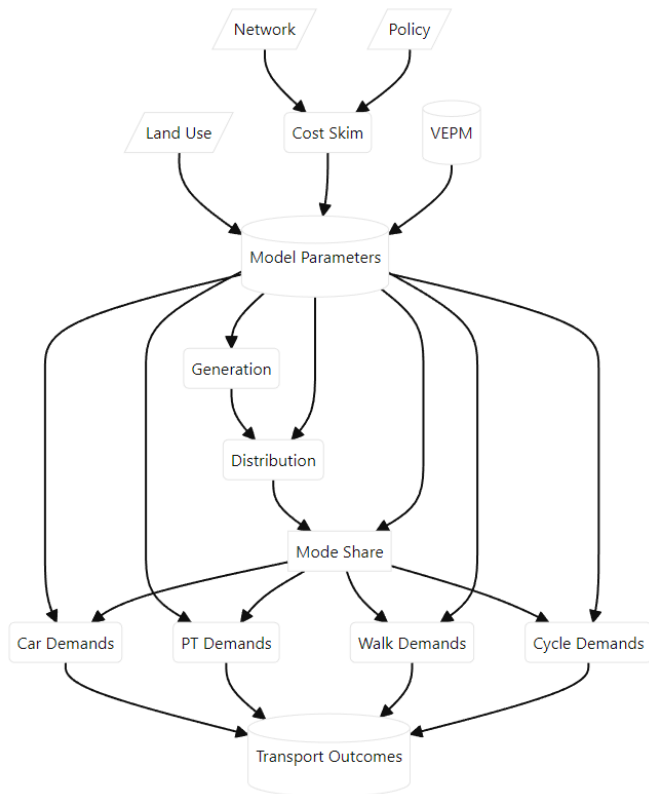 Network
Policy
Land Use
Cost Skim
VEPM
Model Parameters
Generation
Distribution
Mode Share
Car Demands
PT Demands
Walk Demands
Cycle Demands
Transport Outcomes